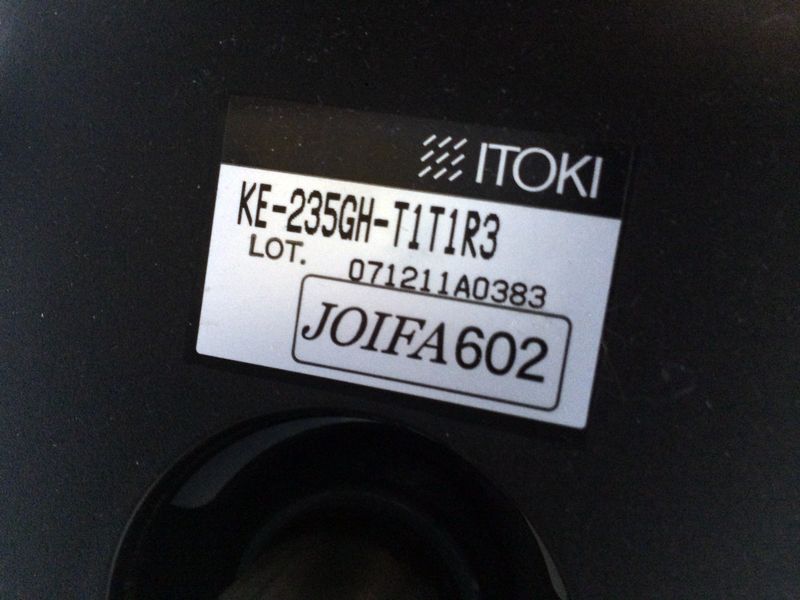 ITOKI
KE-235GH-T1T1R3
LOT. 071211A0383
JOIFA602